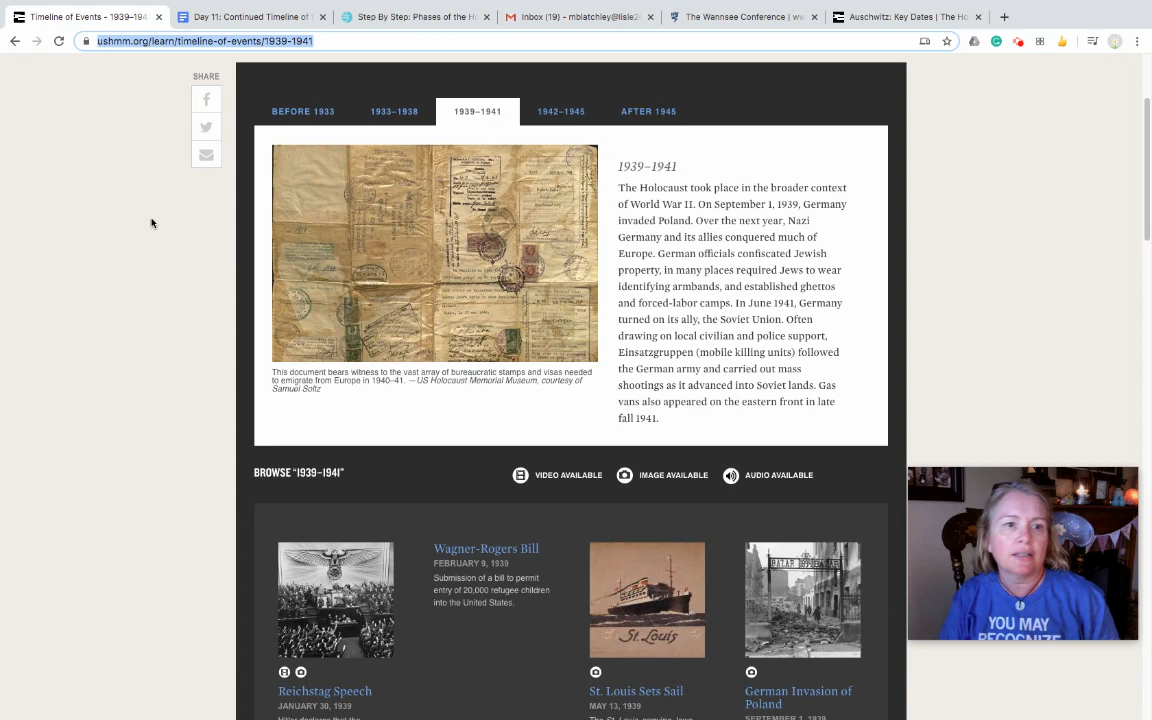 Timeline of Events - 1939–194
Day 11: Continued Timeline of
Step By Step: Phases of the Ho
Inbox (19) - mblatchley@lisle2
The Wannsee Conference | ww
Auschwitz: Key Dates | The Ho
ushmm.org/learn/timeline-of-events/1939-1941
SHARE
BEFORE 1933
1933–1938
1939–1941
1942–1945
AFTER 1945
1939–1941
The Holocaust took place in the broader context
of World War II. On September 1, 1939, Germany
invaded Poland. Over the next year, Nazi
Germany and its allies conquered much of
Europe. German officials confiscated Jewish
property, in many places required Jews to wear
identifying armbands, and established ghettos
and forced-labor camps. In June 1941, Germany
turned on its ally, the Soviet Union. Often
drawing on local civilian and police support,
Einsatzgruppen (mobile killing units) followed
the German army and carried out mass
shootings as it advanced into Soviet lands. Gas
vans also appeared on the eastern front in late
fall 1941.
This document bears witness to the vast array of bureaucratic stamps and visas needed
to emigrate from Europe in 1940–41. —US Holocaust Memorial Museum, courtesy of
Samuel Soltz
BROWSE "1939–1941"
VIDEO AVAILABLE
IMAGE AVAILABLE
AUDIO AVAILABLE
Wagner-Rogers Bill
FEBRUARY 9, 1939
Submission of a bill to permit
entry of 20,000 refugee children
into the United States.
St. Louis
Reichstag Speech
JANUARY 30, 1939
St. Louis Sets Sail
MAY 13, 1939
German Invasion of
Poland
SEPTEMBER 1, 1939
YOU MAY
RECOGNIZE